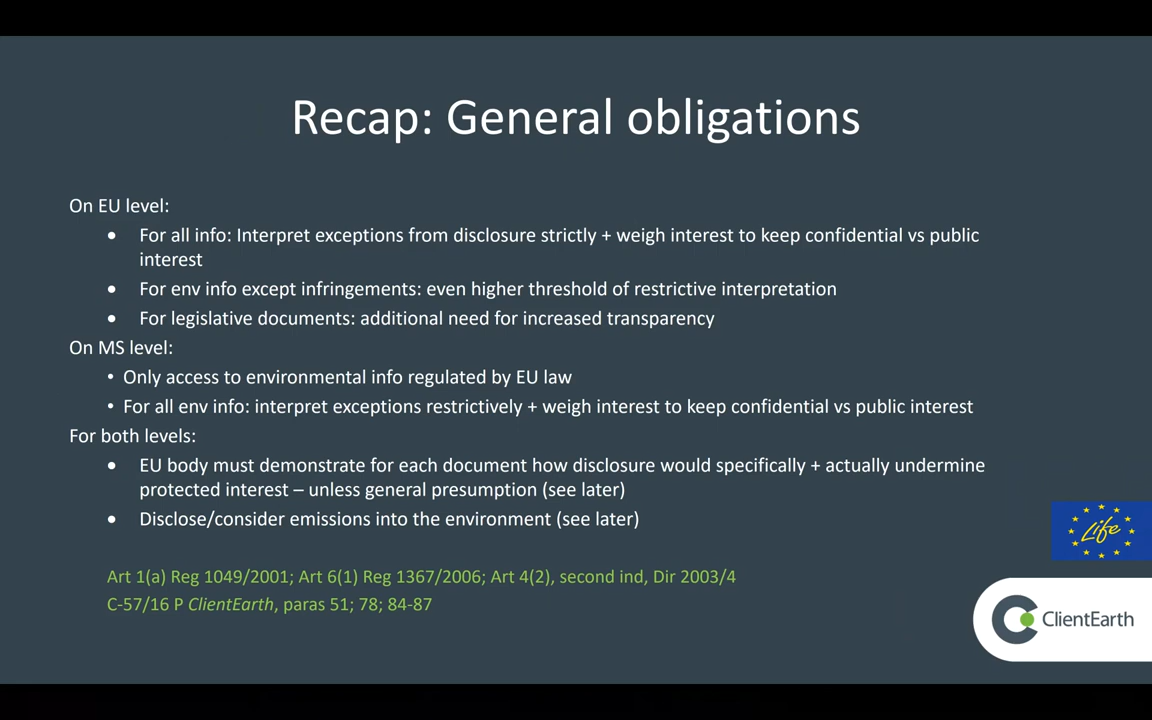 Recap: General obligations
On EU level:
• For all info: Interpret exceptions from disclosure strictly + weigh interest to keep confidential vs public
interest
• For env info except infringements: even higher threshold of restrictive interpretation
• For legislative documents: additional need for increased transparency
On MS level:
• Only access to environmental info regulated by EU law
• For all env info: interpret exceptions restrictively + weigh interest to keep confidential vs public interest
For both levels:
• EU body must demonstrate for each document how disclosure would specifically + actually undermine
protected interest – unless general presumption (see later)
• Disclose/consider emissions into the environment (see later)
Art 1(a) Reg 1049/2001; Art 6(1) Reg 1367/2006; Art 4(2), second ind, Dir 2003/4
C-57/16 P ClientEarth, paras 51; 78; 84-87
Life
ClientEarth